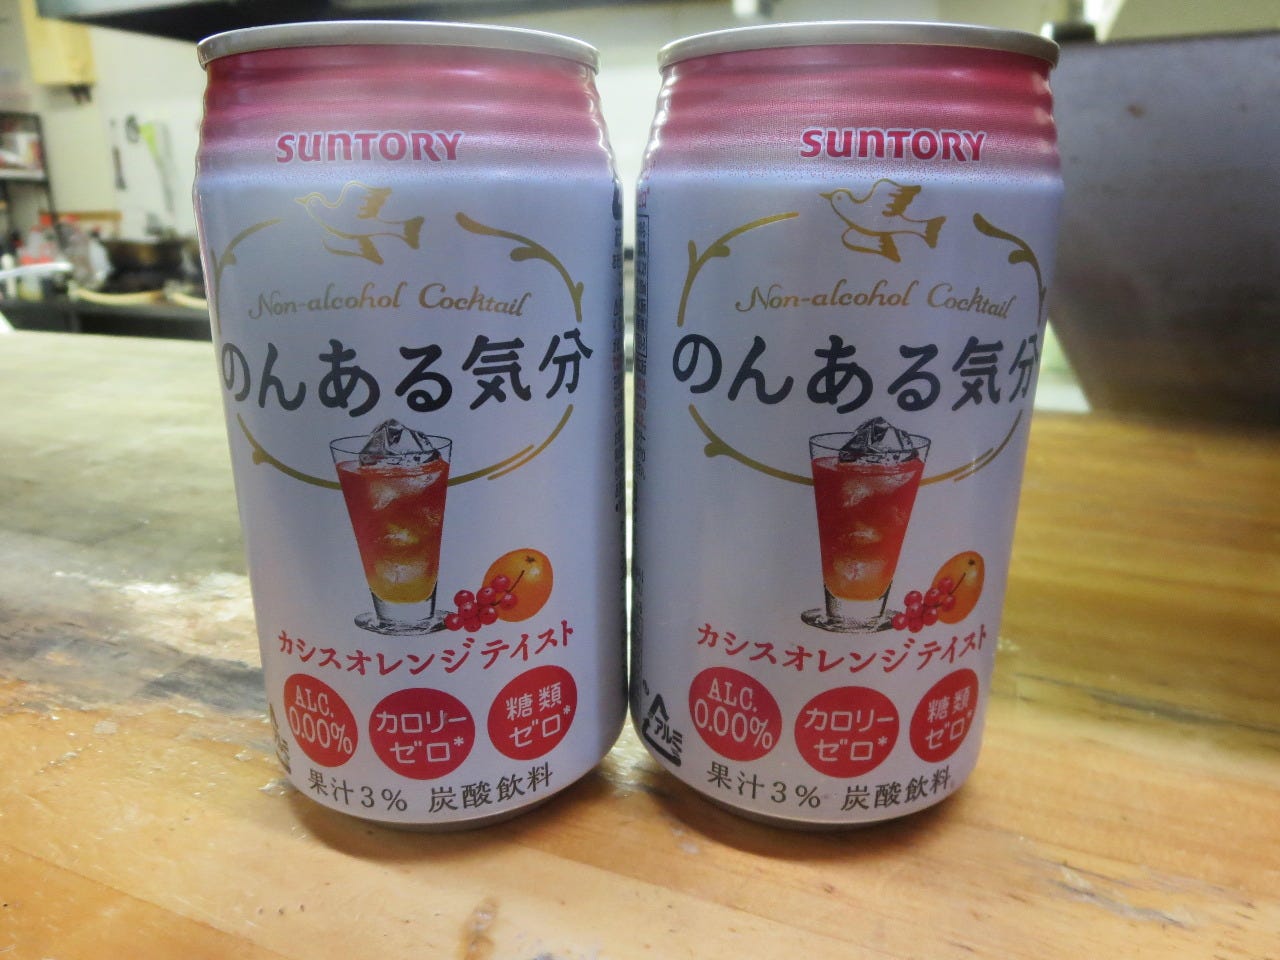 SUNTORY
Non-alcohol Cocktail
のんある気分
カシスオレンジテイスト
ALC.
0.00%
カロリー
ゼロ*
糖類
ゼロ*
果汁3% 炭酸飲料
SUNTORY
Non-alcohol Cocktail
のんある気分
カシスオレンジテイスト
ALC.
0.00%
カロリー
ゼロ*
糖類
ゼロ*
アルミ
果汁3% 炭酸飲料